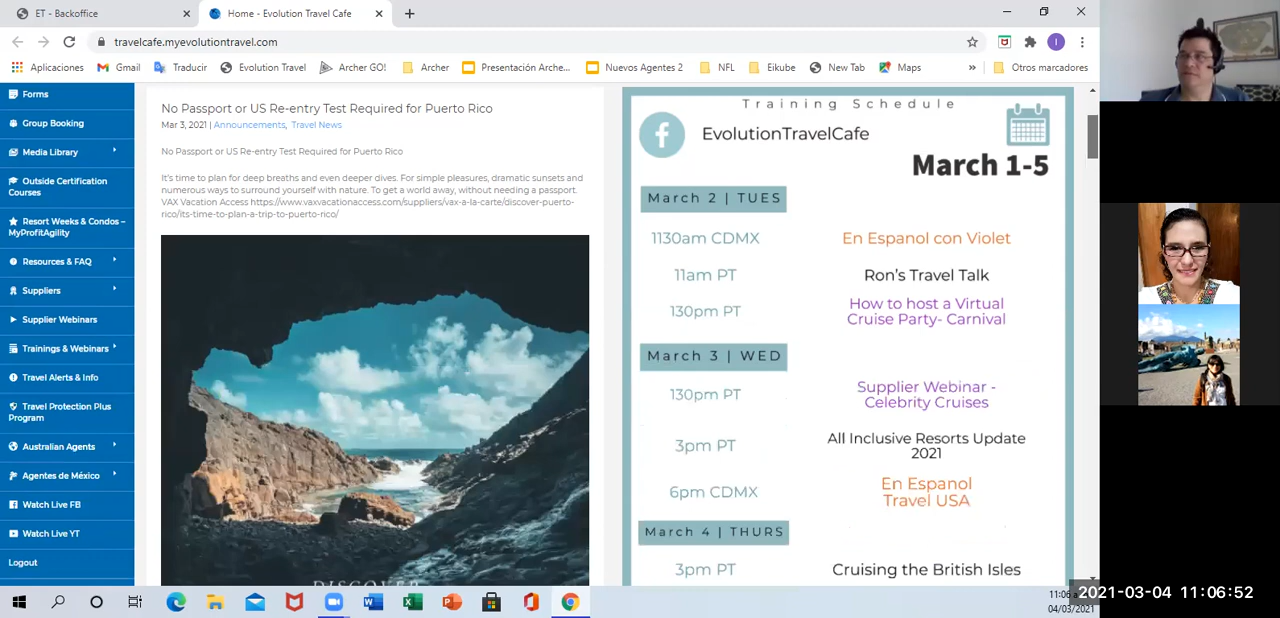 ET - Backoffice
Home - Evolution Travel Cafe
travelcafe.myevolutiontravel.com
I
Aplicaciones
Gmail
Traducir
Evolution Travel
Archer GO!
Archer
Presentación Arche...
Nuevos Agentes 2
NFL
Eikube
New Tab
Maps
»
Otros marcadores
Forms
Group Booking
Media Library
Outside Certification
Courses
Resort Weeks & Condos –
MyProfitAgility
Resources & FAQ
Suppliers
Supplier Webinars
Trainings & Webinars
Travel Alerts & Info
Travel Protection Plus
Program
Australian Agents
Agentes de México
Watch Live FB
Watch Live YT
Logout
No Passport or US Re-entry Test Required for Puerto Rico
Mar 3, 2021 | Announcements, Travel News
No Passport or US Re-entry Test Required for Puerto Rico
It's time to plan for deep breaths and even deeper dives. For simple pleasures, dramatic sunsets and
numerous ways to surround yourself with nature. To get a world away, without needing a passport.
VAX Vacation Access https://www.vaxvacationaccess.com/suppliers/vax-a-la-carte/discover-puerto-
rico/its-time-to-plan-a-trip-to-puerto-rico/
DISCOVER
Training Schedule
EvolutionTravelCafe
March 1-5
March 2 | TUES
1130am CDMX
En Espanol con Violet
11am PT
Ron's Travel Talk
130pm PT
How to host a Virtual
Cruise Party- Carnival
March 3 | WED
130pm PT
Supplier Webinar -
Celebrity Cruises
3pm PT
All Inclusive Resorts Update
2021
6pm CDMX
En Espanol
Travel USA
March 4 | THURS
3pm PT
Cruising the British Isles
11:06 a
04/03/2021
2021-03-04 11:06:52